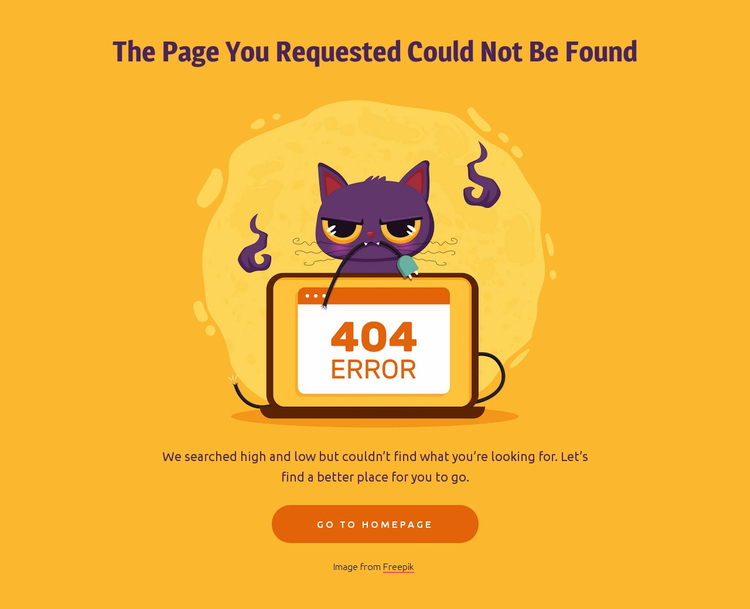 The Page You Requested Could Not Be Found
404
ERROR
We searched high and low but couldn’t find what you’re looking for. Let’s
find a better place for you to go.
GO TO HOMEPAGE
Image from Freepik